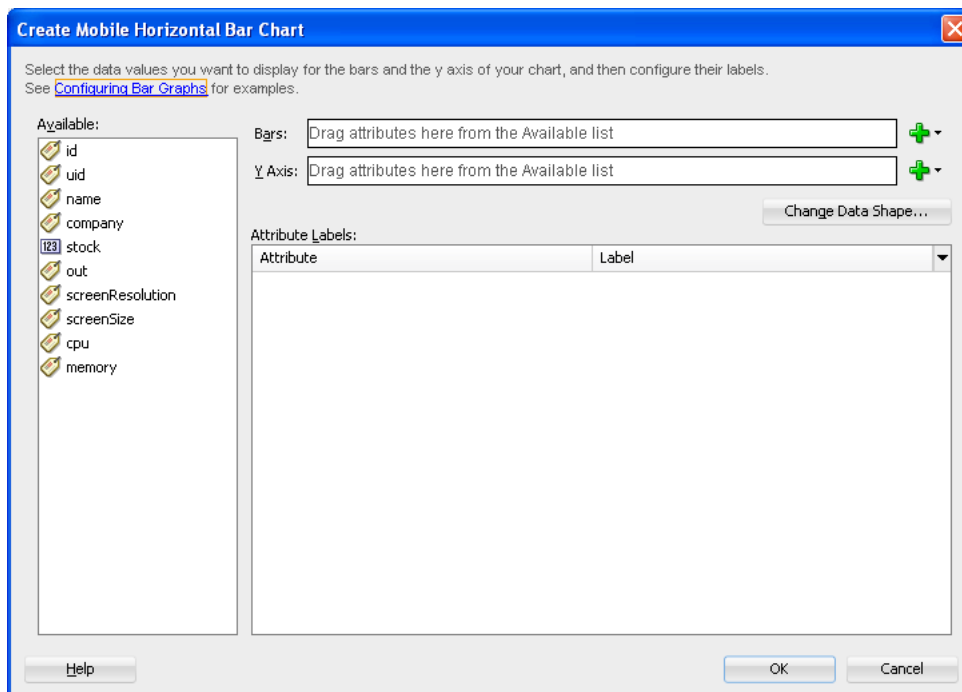 Create Mobile Horizontal Bar Chart
Select the data values you want to display for the bars and the y axis of your chart, and then configure their labels.
See Configuring Bar Graphs for examples.
Available:
id
uid
name
company
123 stock
out
screenResolution
screenSize
cpu
memory
Bars: Drag attributes here from the Available list
Y Axis: Drag attributes here from the Available list
Change Data Shape...
Attribute Labels:
Attribute Label
Help OK Cancel